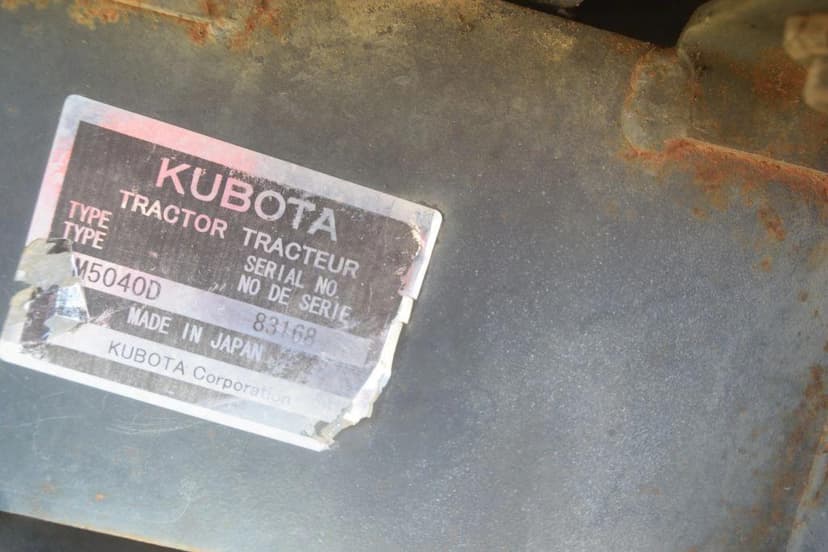 KUBOTA
TRACTOR TRACTEUR
TYPE
TYPE
SERIAL NO
NO DE SERIE
M5040D
83168
MADE IN JAPAN
KUBOTA Corporation